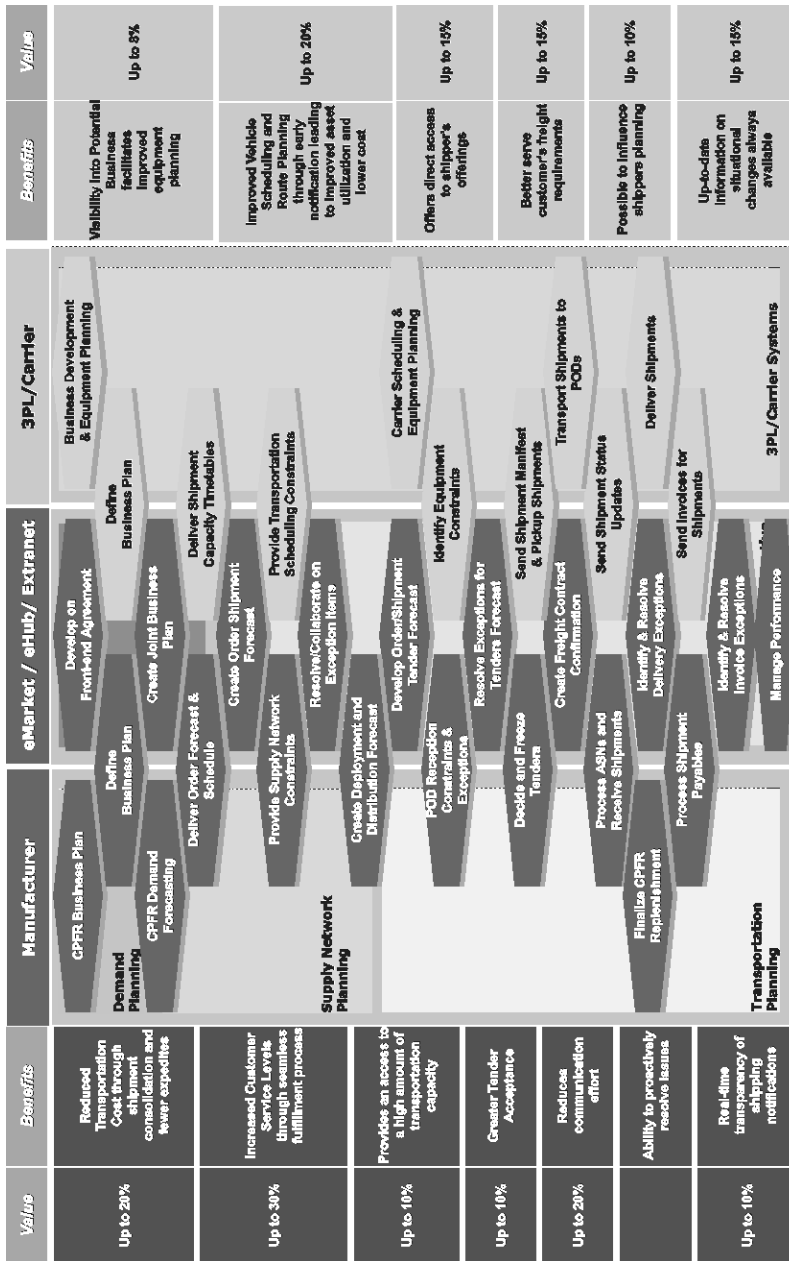 Value
Benefits
Manufacturer
eMarket / eHub/ Extranet
3PL/Carrier
Benefits
Value
Up to 20%
Reduced
Transportation
Cost through
shipment
consolidation and
fewer expedites
Up to 30%
Increased Customer
Service Levels
through seamless
fulfillment process
Up to 10%
Provides an access to
a high amount of
transportation
capacity
Up to 10%
Greater Tender
Acceptance
Up to 20%
Reduces
communication
effort
Ability to proactively
resolve issues
Up to 10%
Real-time
transparency of
shipping
notifications
CPFR Business Plan
Demand
Planning
CPFR Demand
Forecasting
Supply Network
Planning
Finalize CPFR
Replenishment
Transportation
Planning
Define
Business Plan
Deliver Order Forecast &
Schedule
Provide Supply Network
Constraints
Create Deployment and
Distribution Forecast
POD Reception
Constraints &
Exceptions
Decide and Freeze
Tenders
Process ASNs and
Receive Shipments
Process Shipment
Payables
Develop on
Front-end Agreement
Create Joint Business
Plan
Create Order Shipment
Forecast
Resolve/Collaborate on
Exception Items
Develop Order/Shipment
Tender Forecast
Resolve Exceptions for
Tenders Forecast
Create Freight Contract
Confirmation
Identify & Resolve
Delivery Exceptions
Identify & Resolve
Invoice Exceptions
Manage Performance
Define
Business Plan
Deliver Shipment
Capacity Timetables
Provide Transportation
Scheduling Constraints
Identify Equipment
Constraints
Send Shipment Manifest
& Pickup Shipments
Send Shipment Status
Updates
Send Invoices for
Shipments
Business Development
& Equipment Planning
Carrier Scheduling &
Equipment Planning
Transport Shipments to
PODs
Deliver Shipments
3PL/Carrier Systems
Visibility Into Potential
Business
facilitates
Improved
equipment
planning
Up to 8%
Improved Vehicle
Scheduling and
Route Planning
through early
notification leading
to Improved asset
utilization and
lower cost
Up to 20%
Offers direct access
to shipper's
offerings
Up to 15%
Better serve
customer's freight
requirements
Up to 15%
Possible to Influence
shippers planning
Up to 10%
Up-to-date
Information on
situational
changes always
available
Up to 15%